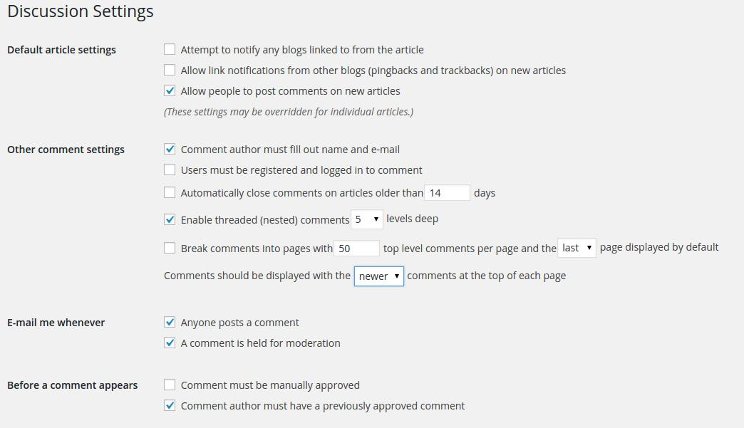 Discussion Settings
Default article settings
Attempt to notify any blogs linked to from the article
Allow link notifications from other blogs (pingbacks and trackbacks) on new articles
Allow people to post comments on new articles
(These settings may be overridden for individual articles.)
Other comment settings
Comment author must fill out name and e-mail
Users must be registered and logged in to comment
Automatically close comments on articles older than 14 days
Enable threaded (nested) comments 5 levels deep
Break comments into pages with 50 top level comments per page and the last page displayed by default
Comments should be displayed with the newer comments at the top of each page
E-mail me whenever
Anyone posts a comment
A comment is held for moderation
Before a comment appears
Comment must be manually approved
Comment author must have a previously approved comment